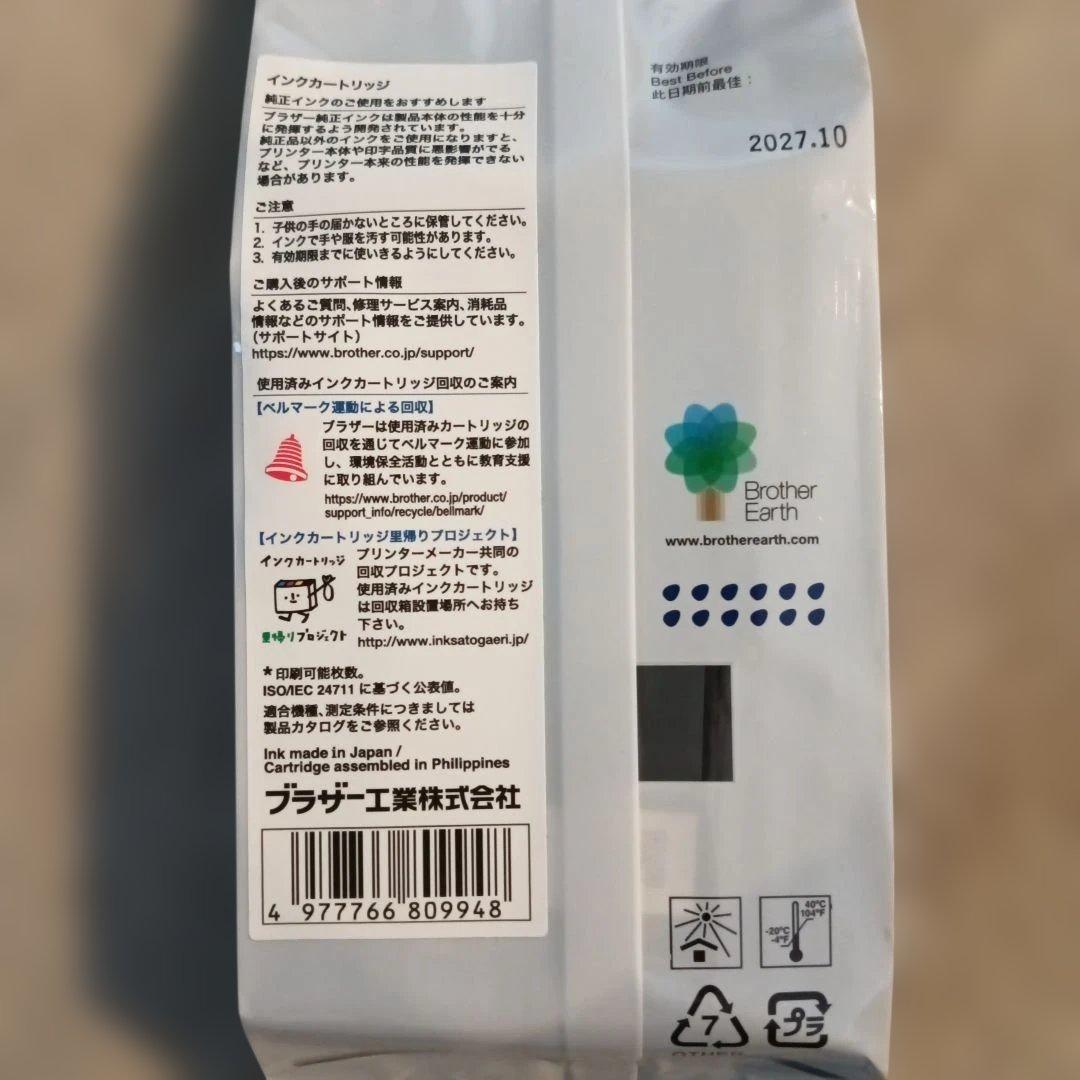 インクカートリッジ
純正インクのご使用をおすすめします
ブラザー純正インクは製品本体の性能を十分
に発揮するよう開発されています。
純正品以外のインクをご使用になりますと、
プリンター本体や印字品質に悪影響がでる
など、プリンター本来の性能を発揮できない
場合があります。
ご注意
1. 子供の手の届かないところに保管してください。
2. インクで手や服を汚す可能性があります。
3. 有効期限までに使いきるようにしてください。
ご購入後のサポート情報
よくあるご質問、修理サービス案内、消耗品
情報などのサポート情報をご提供しています。
（サポートサイト）
https://www.brother.co.jp/support/
使用済みインクカートリッジ回収のご案内
【ベルマーク運動による回収】
ブラザーは使用済みカートリッジの
回収を通じてベルマーク運動に参加
し、環境保全活動とともに教育支援
に取り組んでいます。
https://www.brother.co.jp/product/
support_info/recycle/bellmark/
【インクカートリッジ里帰りプロジェクト】
インクカートリッジ
里帰りプロジェクト
プリンターメーカー共同の
回収プロジェクトです。
使用済みインクカートリッジ
は回収箱設置場所へお持ち
下さい。
http://www.inksatogaeri.jp/
*印刷可能枚数。
ISO/IEC 24711 に基づく公表値。
適合機種、測定条件につきましては
製品カタログをご参照ください。
Ink made in Japan /
Cartridge assembled in Philippines
ブラザー工業株式会社
4 977766 809948
有効期限
Best Before
此日期前最佳：
2027.10
Brother
Earth
www.brotherearth.com
40°C
104°F
-20°C
-4°F
7
プラ
OTHER